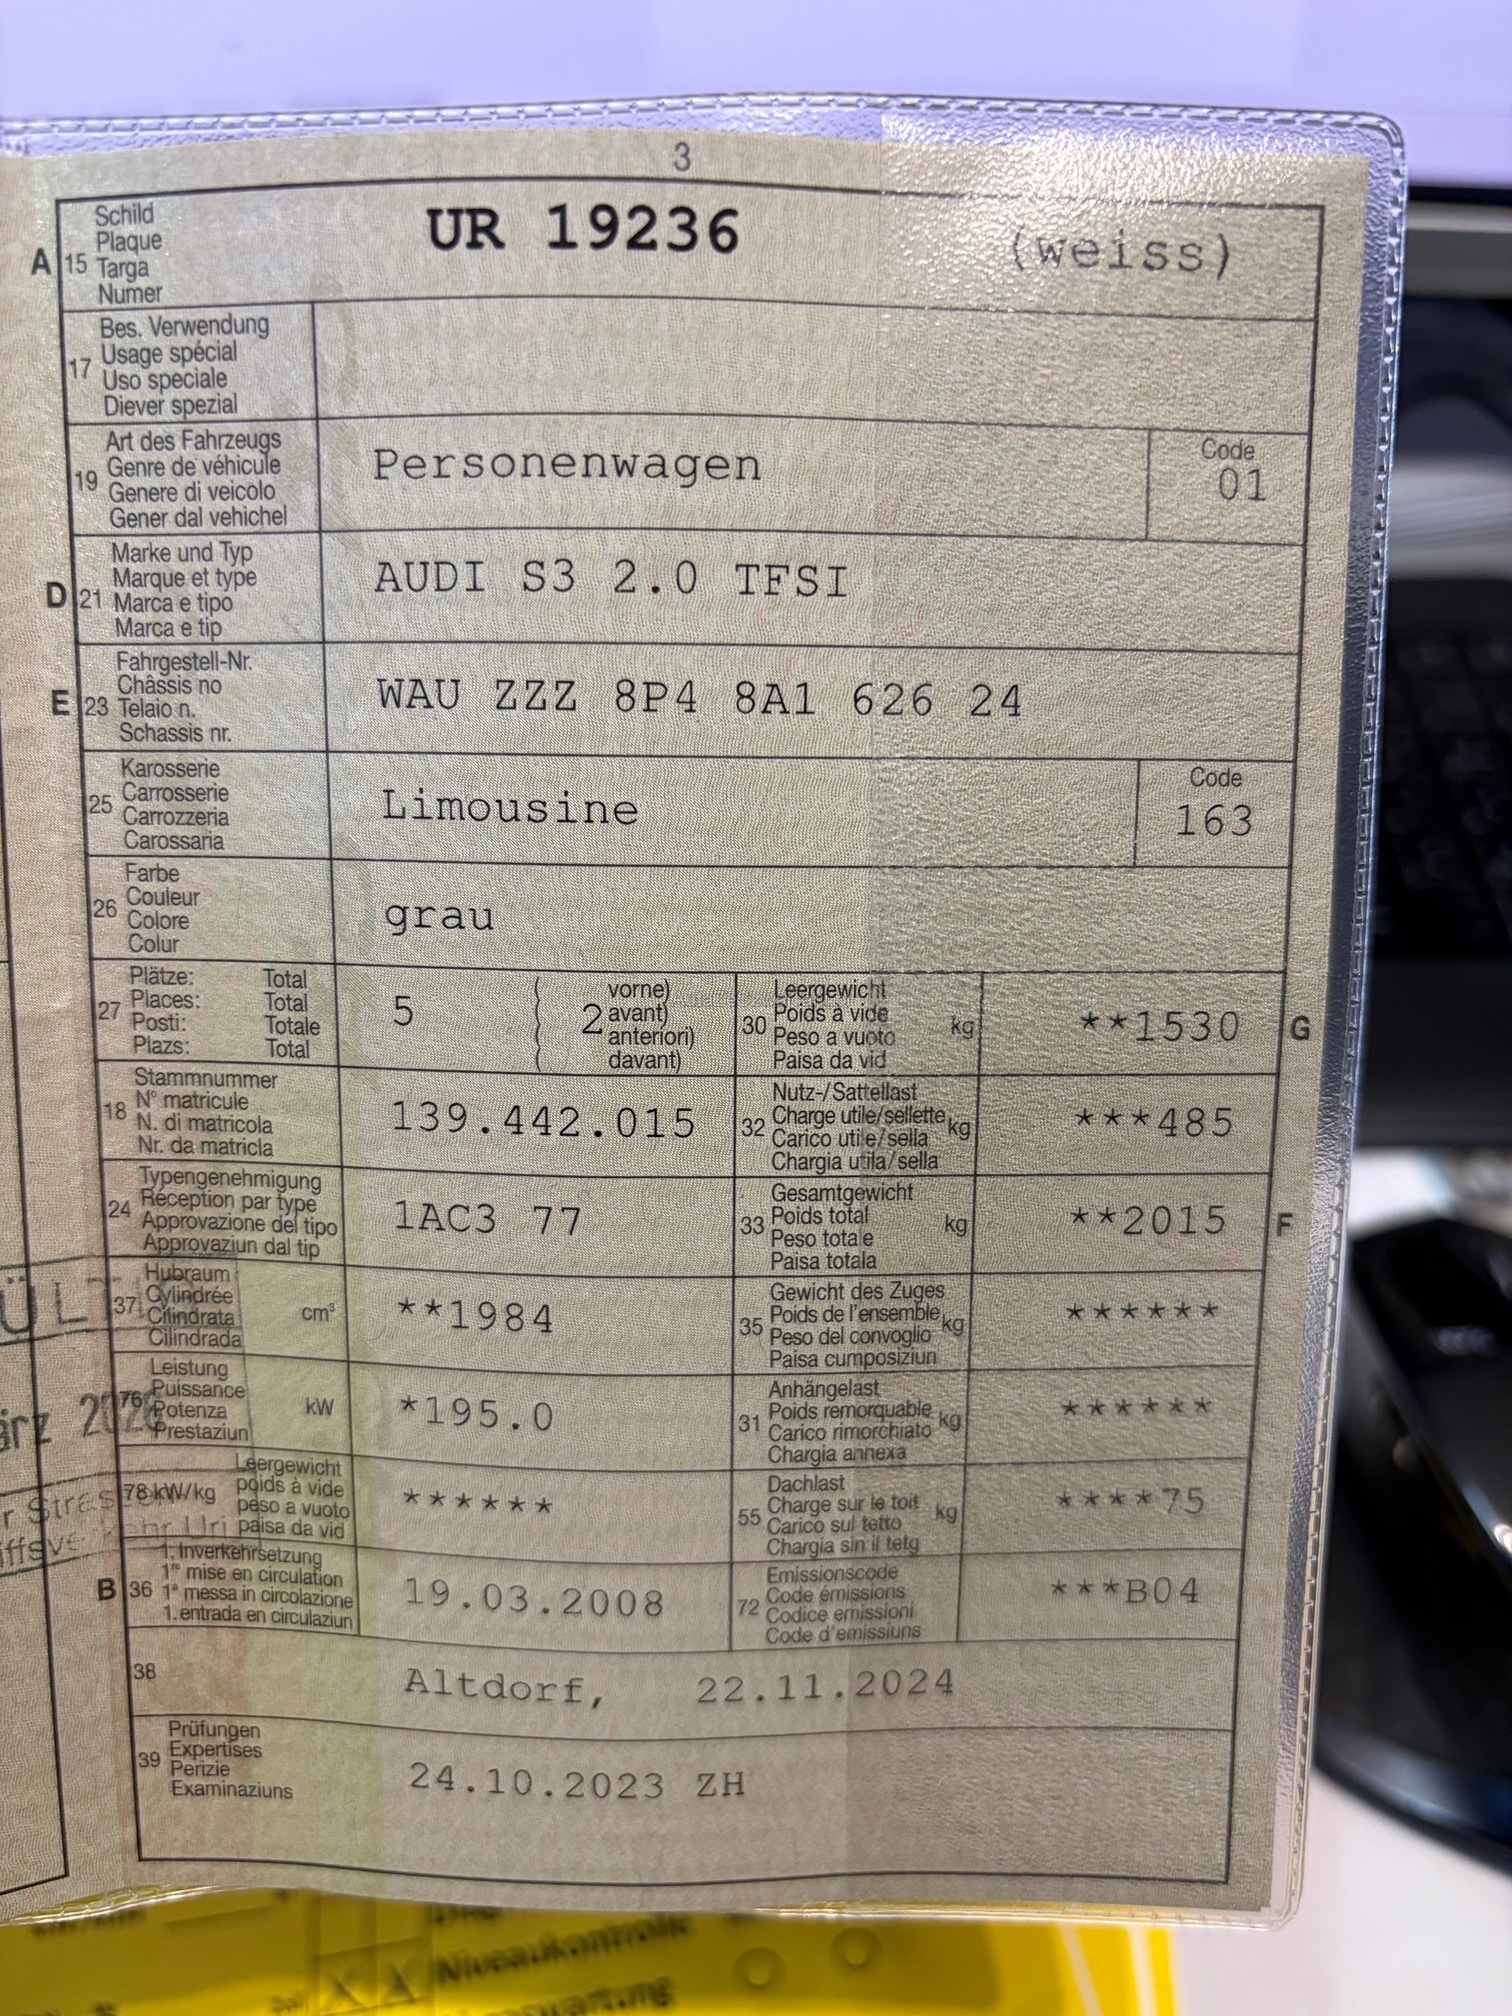 3
A 15 Schild
Plaque
Targa
Numer
UR 19236 (weiss)
17 Bes. Verwendung
Usage spécial
Uso speciale
Diever spezial
19 Art des Fahrzeugs
Genre de véhicule
Genere di veicolo
Gener dal vehichel
Personenwagen
Code
01
D 21 Marke und Typ
Marque et type
Marca e tipo
Marca e tip
AUDI S3 2.0 TFSI
E 23 Fahrgestell-Nr.
Châssis no
Telaio n.
Schassis nr.
WAU ZZZ 8P4 8A1 626 24
25 Karosserie
Carrosserie
Carrozzeria
Carossaria
Limousine
Code
163
26 Farbe
Couleur
Colore
Colur
grau
27 Plätze: Total
Places: Total
Posti: Totale
Plazs: Total
5 ( 2 vorne)
avant)
anteriori)
davant)
30 Leergewicht
Poids à vide
Peso a vuoto
Paisa da vid
kg
**1530 G
18 Stammnummer
N° matricule
N. di matricola
Nr. da matricla
139.442.015
32 Nutz-/Sattellast
Charge utile/sellette
Carico utile/sella
Chargia utila/sella
kg
***485
24 Typengenehmigung
Réception par type
Approvazione del tipo
Approvaziun dal tip
1AC3 77
33 Gesamtgewicht
Poids total
Peso totale
Paisa totala
kg
**2015 F
37 Hubraum
Cylindrée
Cilindrata
Cilindrada
cm³
**1984
35 Gewicht des Zuges
Poids de l'ensemble
Peso del convoglio
Paisa cumposiziun
kg
******
76 Leistung
Puissance
Potenza
Prestaziun
kW
*195.0
31 Anhängelast
Poids remorquable
Carico rimorchiato
Chargia annexa
kg
******
78 kW/kg Leergewicht
poids à vide
peso a vuoto
paisa da vid
******
55 Dachlast
Charge sur le toit
Carico sul tetto
Chargia sin il tetg
kg
****75
B 36 1. Inverkehrsetzung
1re mise en circulation
1a messa in circolazione
1. entrada en circulaziun
19.03.2008
72 Emissionscode
Code émissions
Codice emissioni
Code d'emissiuns
***B04
38
Altdorf, 22.11.2024
39 Prüfungen
Expertises
Perizie
Examinaziuns
24.10.2023 ZH
Niveaukontrolle